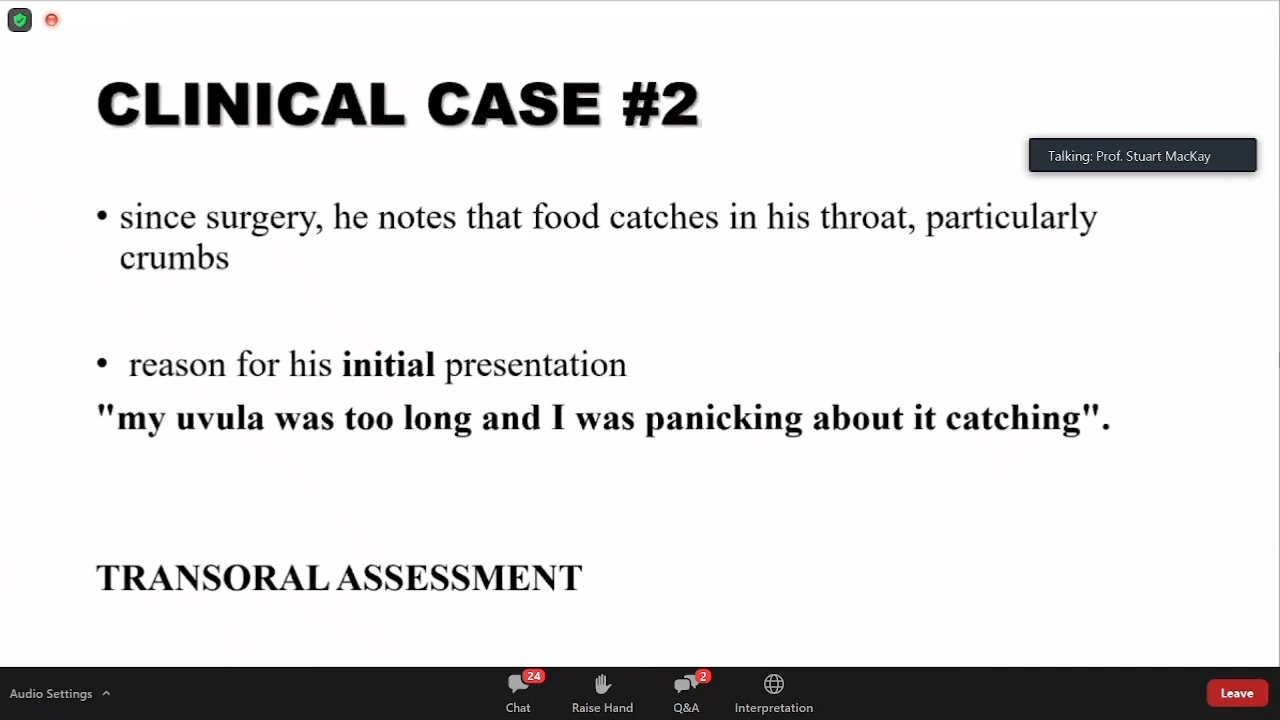 CLINICAL CASE #2
Talking: Prof. Stuart MacKay
• since surgery, he notes that food catches in his throat, particularly
crumbs
• reason for his initial presentation
"my uvula was too long and I was panicking about it catching".
TRANSORAL ASSESSMENT
Audio Settings
24
Chat
Raise Hand
2
Q&A
Interpretation
Leave